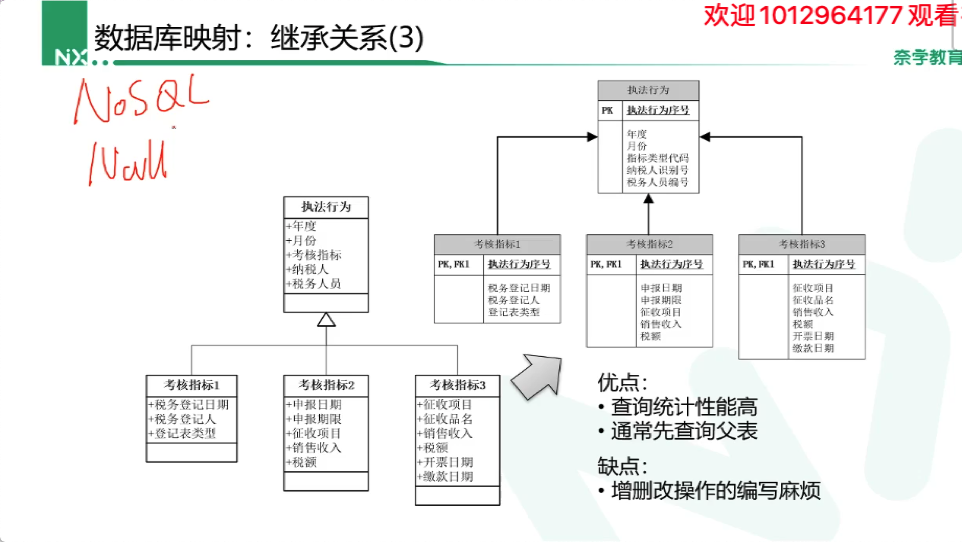 欢迎1012964177观看
数据库映射：继承关系(3)
NX
奈学教育
NoSQL
Null
执法行为
PK 执法行为序号
年度
月份
指标类型代码
纳税人识别号
税务人员编号
执法行为
+年度
+月份
+考核指标
+纳税人
+税务人员
考核指标1
PK,FK1 执法行为序号
税务登记日期
税务登记人
登记表类型
考核指标2
PK,FK1 执法行为序号
申报日期
申报期限
征收项目
销售收入
税额
考核指标3
PK,FK1 执法行为序号
征收项目
征收品名
销售收入
税额
开票日期
缴款日期
考核指标1
+税务登记日期
+税务登记人
+登记表类型
考核指标2
+申报日期
+申报期限
+征收项目
+销售收入
+税额
考核指标3
+征收项目
+征收品名
+销售收入
+税额
+开票日期
+缴款日期
优点：
• 查询统计性能高
• 通常先查询父表
缺点：
• 增删改操作的编写麻烦